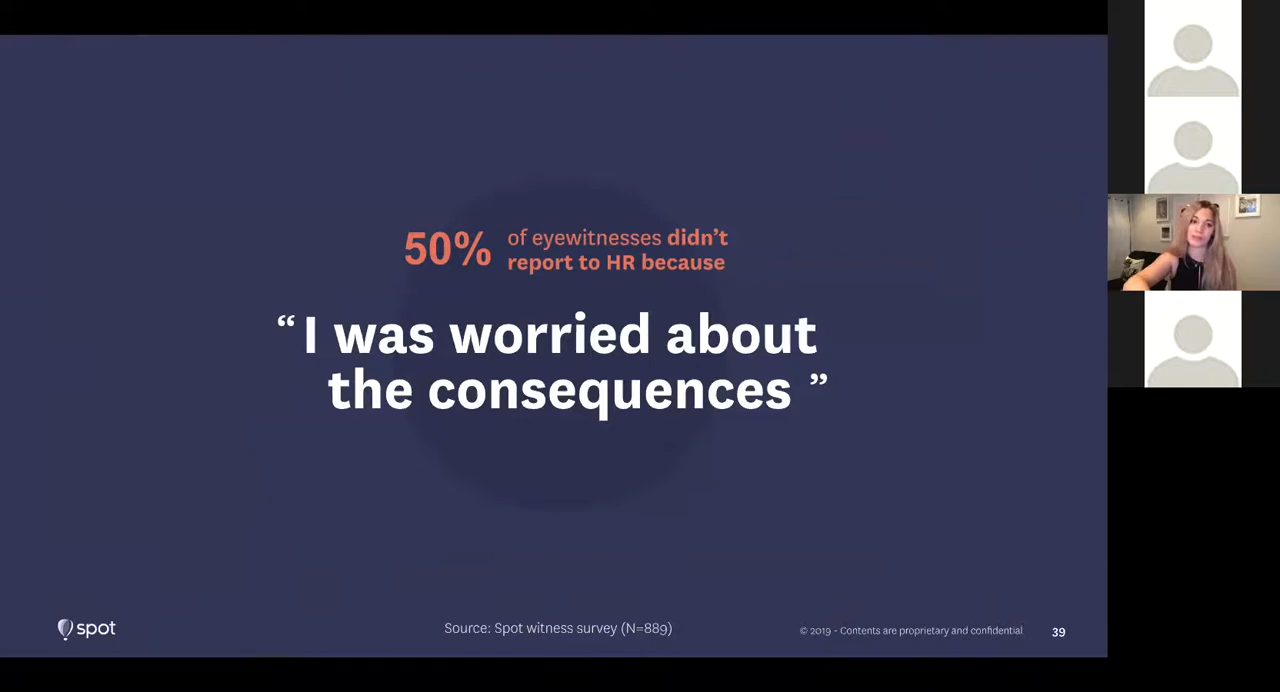 50% of eyewitnesses didn't
report to HR because
“ I was worried about
the consequences ”
spot
Source: Spot witness survey (N=889)
© 2019 - Contents are proprietary and confidential
39